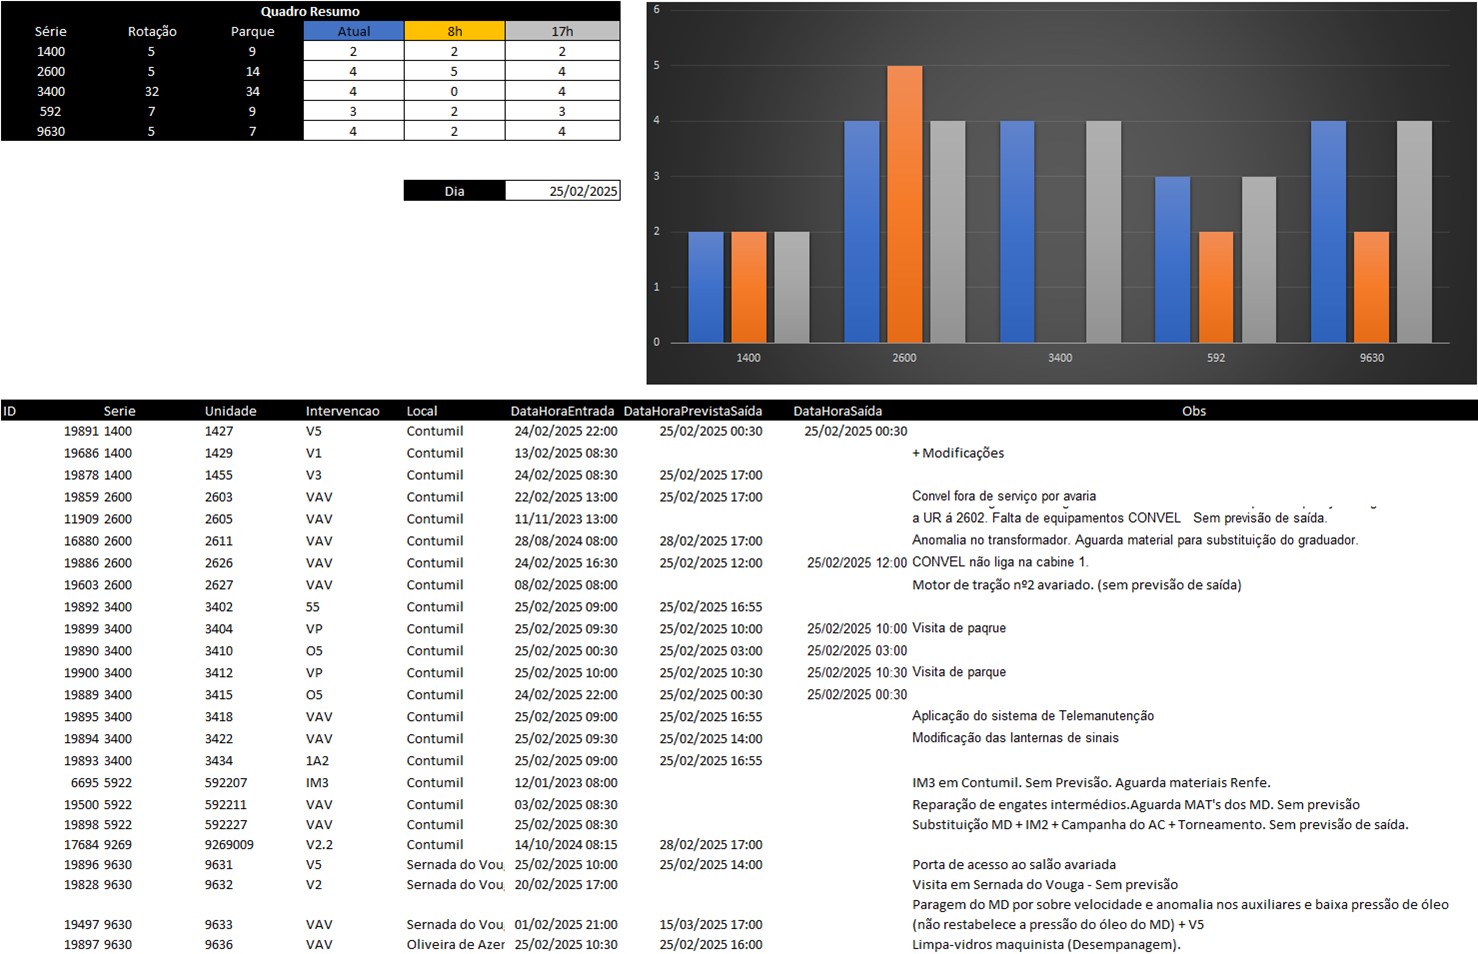 Quadro Resumo
Série Rotação Parque Atual 8h 17h
1400 5 9 2 2 2
2600 5 14 4 5 4
3400 32 34 4 0 4
592 7 9 3 2 3
9630 5 7 4 2 4
Dia 25/02/2025
6
5
4
3
2
1
0
1400 2600 3400 592 9630
ID Serie Unidade Intervencao Local DataHoraEntrada DataHoraPrevistaSaída DataHoraSaída Obs
19891 1400 1427 V5 Contumil 24/02/2025 22:00 25/02/2025 00:30 25/02/2025 00:30
19686 1400 1429 V1 Contumil 13/02/2025 08:30 + Modificações
19878 1400 1455 V3 Contumil 24/02/2025 08:30 25/02/2025 17:00
19859 2600 2603 VAV Contumil 22/02/2025 13:00 25/02/2025 17:00 Convel fora de serviço por avaria
11909 2600 2605 VAV Contumil 11/11/2023 13:00 a UR á 2602. Falta de equipamentos CONVEL Sem previsão de saída.
16880 2600 2611 VAV Contumil 28/08/2024 08:00 28/02/2025 17:00 Anomalia no transformador. Aguarda material para substituição do graduador.
19886 2600 2626 VAV Contumil 24/02/2025 16:30 25/02/2025 12:00 25/02/2025 12:00 CONVEL não liga na cabine 1.
19603 2600 2627 VAV Contumil 08/02/2025 08:00 Motor de tração nº2 avariado. (sem previsão de saída)
19892 3400 3402 55 Contumil 25/02/2025 09:00 25/02/2025 16:55
19899 3400 3404 VP Contumil 25/02/2025 09:30 25/02/2025 10:00 25/02/2025 10:00 Visita de paqrue
19890 3400 3410 O5 Contumil 25/02/2025 00:30 25/02/2025 03:00 25/02/2025 03:00
19900 3400 3412 VP Contumil 25/02/2025 10:00 25/02/2025 10:30 25/02/2025 10:30 Visita de parque
19889 3400 3415 O5 Contumil 24/02/2025 22:00 25/02/2025 00:30 25/02/2025 00:30
19895 3400 3418 VAV Contumil 25/02/2025 09:00 25/02/2025 16:55 Aplicação do sistema de Telemanutenção
19894 3400 3422 VAV Contumil 25/02/2025 09:30 25/02/2025 14:00 Modificação das lanternas de sinais
19893 3400 3434 1A2 Contumil 25/02/2025 09:00 25/02/2025 16:55
6695 5922 592207 IM3 Contumil 12/01/2023 08:00 IM3 em Contumil. Sem Previsão. Aguarda materiais Renfe.
19500 5922 592211 VAV Contumil 03/02/2025 08:30 Reparação de engates intermédios.Aguarda MAT's dos MD. Sem previsão
19898 5922 592227 VAV Contumil 25/02/2025 08:30 Substituição MD + IM2 + Campanha do AC + Torneamento. Sem previsão de saída.
17684 9269 9269009 V2.2 Contumil 14/10/2024 08:15 28/02/2025 17:00
19896 9630 9631 V5 Sernada do Vou 25/02/2025 10:00 25/02/2025 14:00 Porta de acesso ao salão avariada
19828 9630 9632 V2 Sernada do Vou 20/02/2025 17:00 Visita em Sernada do Vouga - Sem previsão
Paragem do MD por sobre velocidade e anomalia nos auxiliares e baixa pressão de óleo
19497 9630 9633 VAV Sernada do Vou 01/02/2025 21:00 15/03/2025 17:00 (não restabelece a pressão do óleo do MD) + V5
19897 9630 9636 VAV Oliveira de Azer 25/02/2025 10:30 25/02/2025 16:00 Limpa-vidros maquinista (Desempanagem).